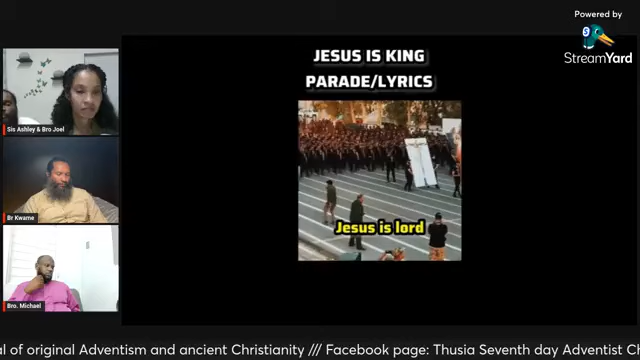 Powered by
StreamYard
JESUS IS KING
PARADE/LYRICS
Sis Ashley & Bro Joel
Br Kwame
Jesus is lord
Bro. Michael
al of original Adventism and ancient Christianity /// Facebook page: Thusia Seventh day Adventist Ch